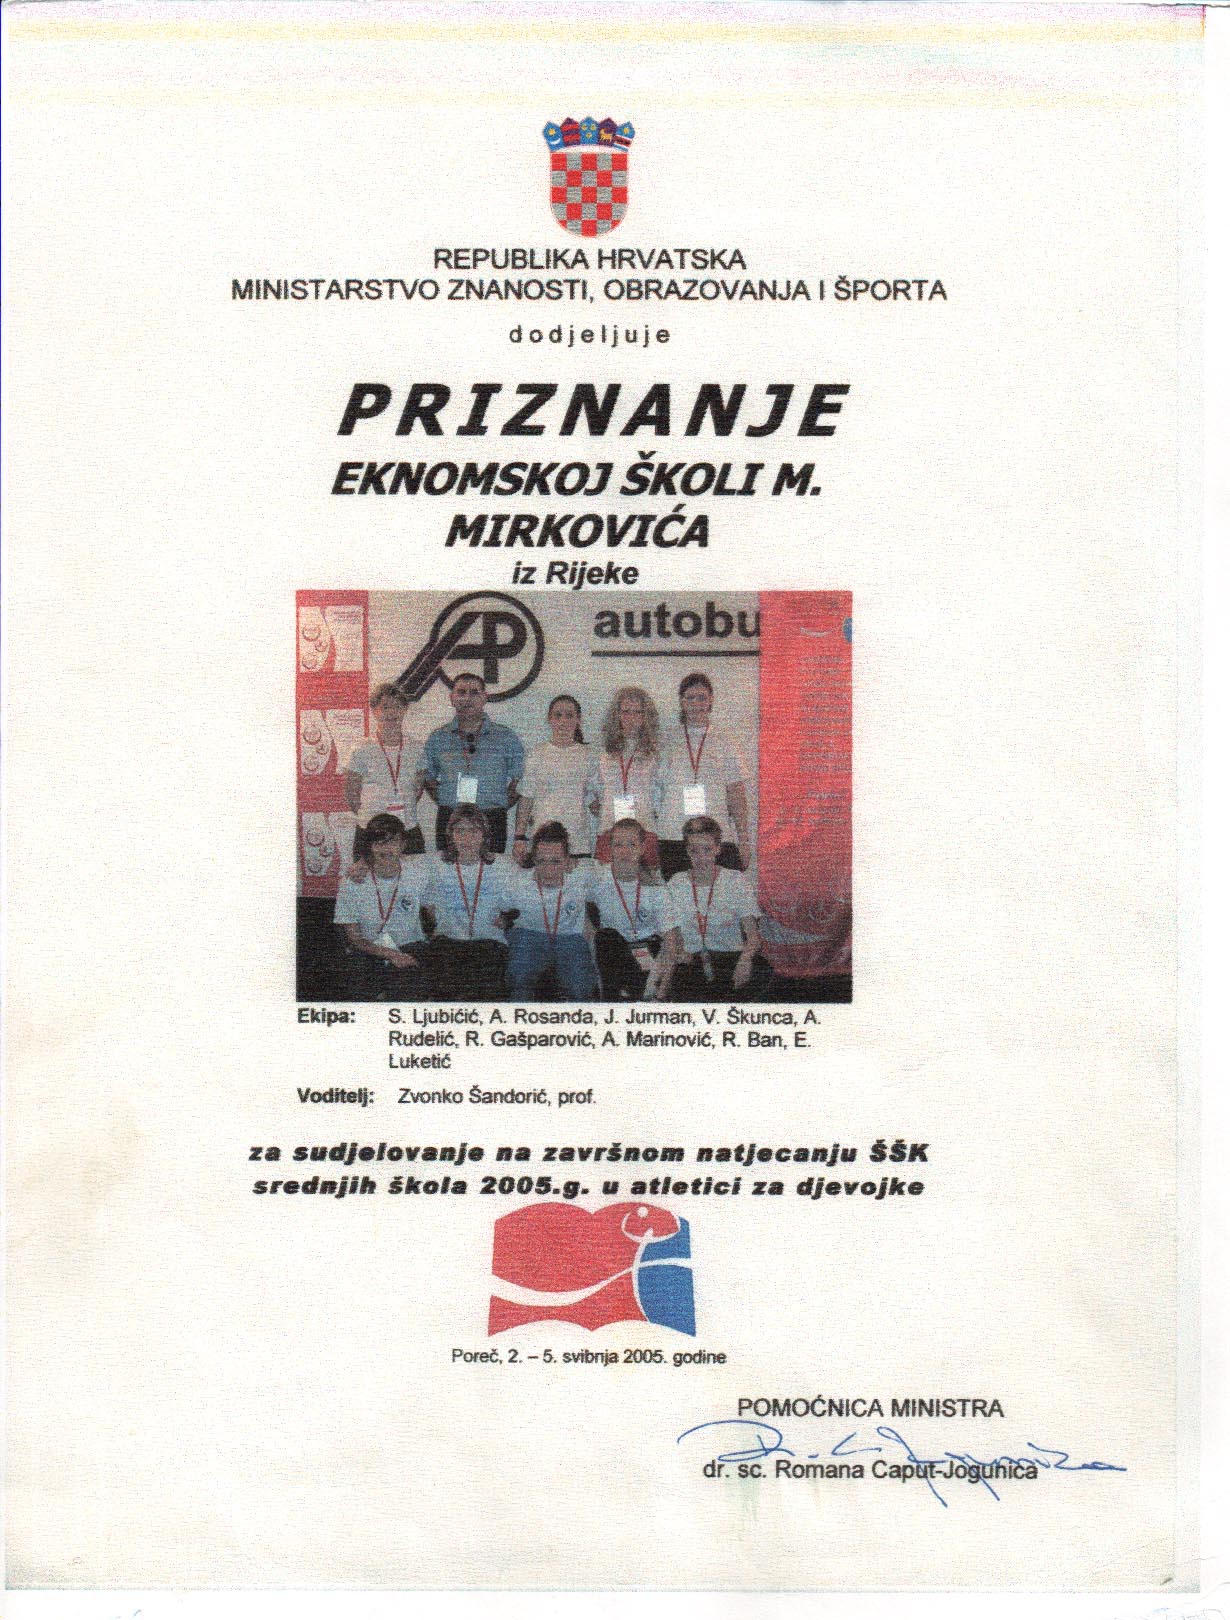 REPUBLIKA HRVATSKA
MINISTARSTVO ZNANOSTI, OBRAZOVANJA I ŠPORTA
dodjeljuje
PRIZNANJE
EKNOMSKOJ ŠKOLI M.
MIRKOVIĆA
iz Rijeke
AP autobu
Ekipa: S. Ljubičić, A. Rosanda, J. Jurman, V. Škunca, A.
Rudelić, R. Gašparović, A. Marinović, R. Ban, E.
Luketić
Voditelj: Zvonko Šandorić, prof.
za sudjelovanje na završnom natjecanju ŠŠK
srednjih škola 2005.g. u atletici za djevojke
Poreč, 2. – 5. svibnja 2005. godine
POMOĆNICA MINISTRA
dr. sc. Romana Caput-Jogunica